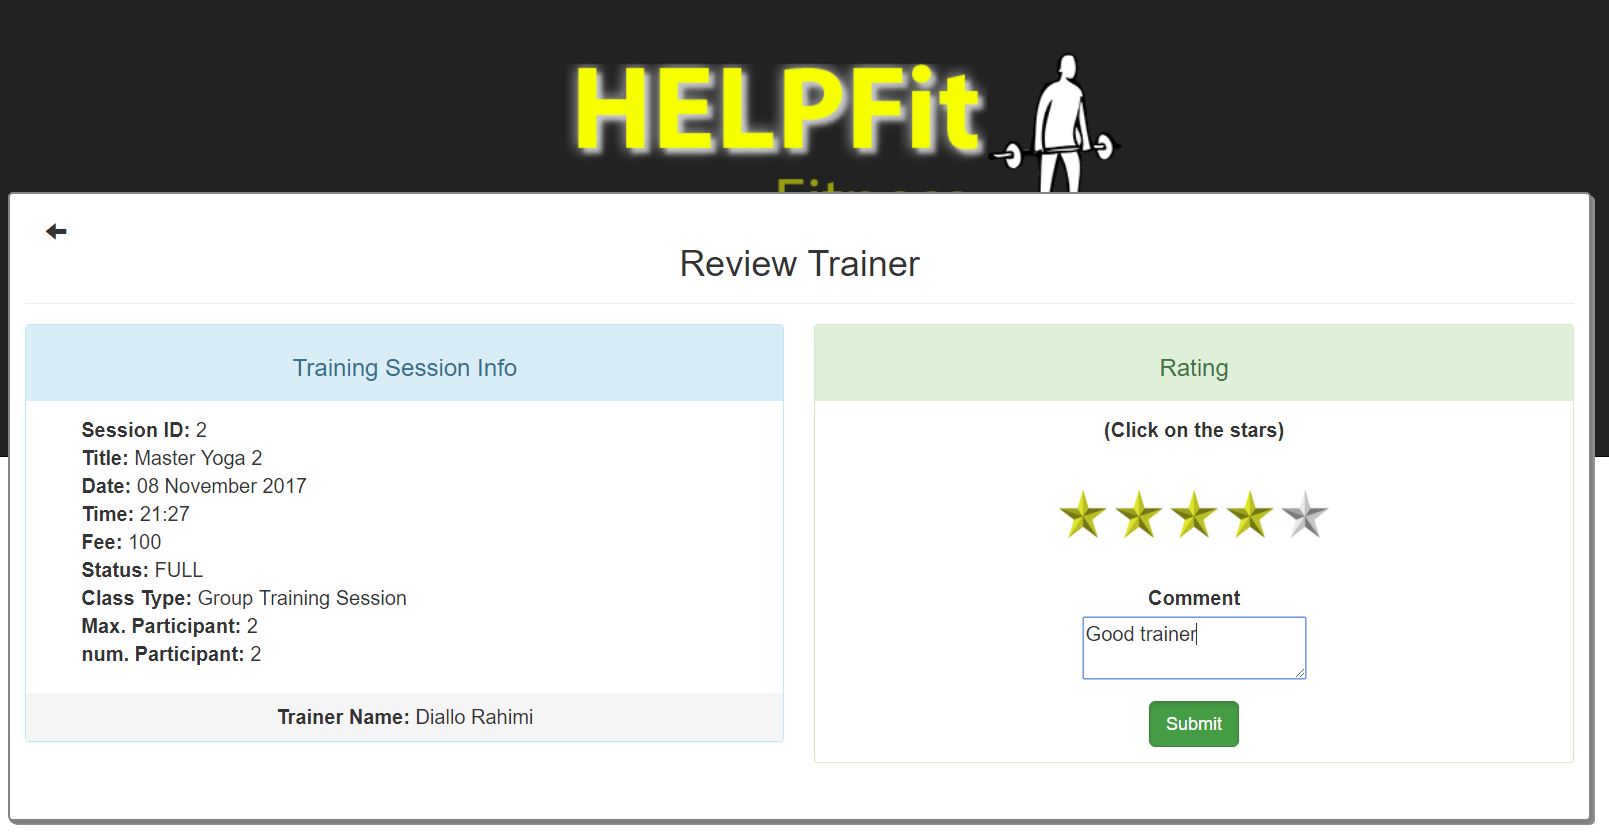 HELPFit
Review Trainer
Training Session Info
Session ID: 2
Title: Master Yoga 2
Date: 08 November 2017
Time: 21:27
Fee: 100
Status: FULL
Class Type: Group Training Session
Max. Participant: 2
num. Participant: 2
Trainer Name: Diallo Rahimi
Rating
(Click on the stars)
Comment
Good trainer
Submit